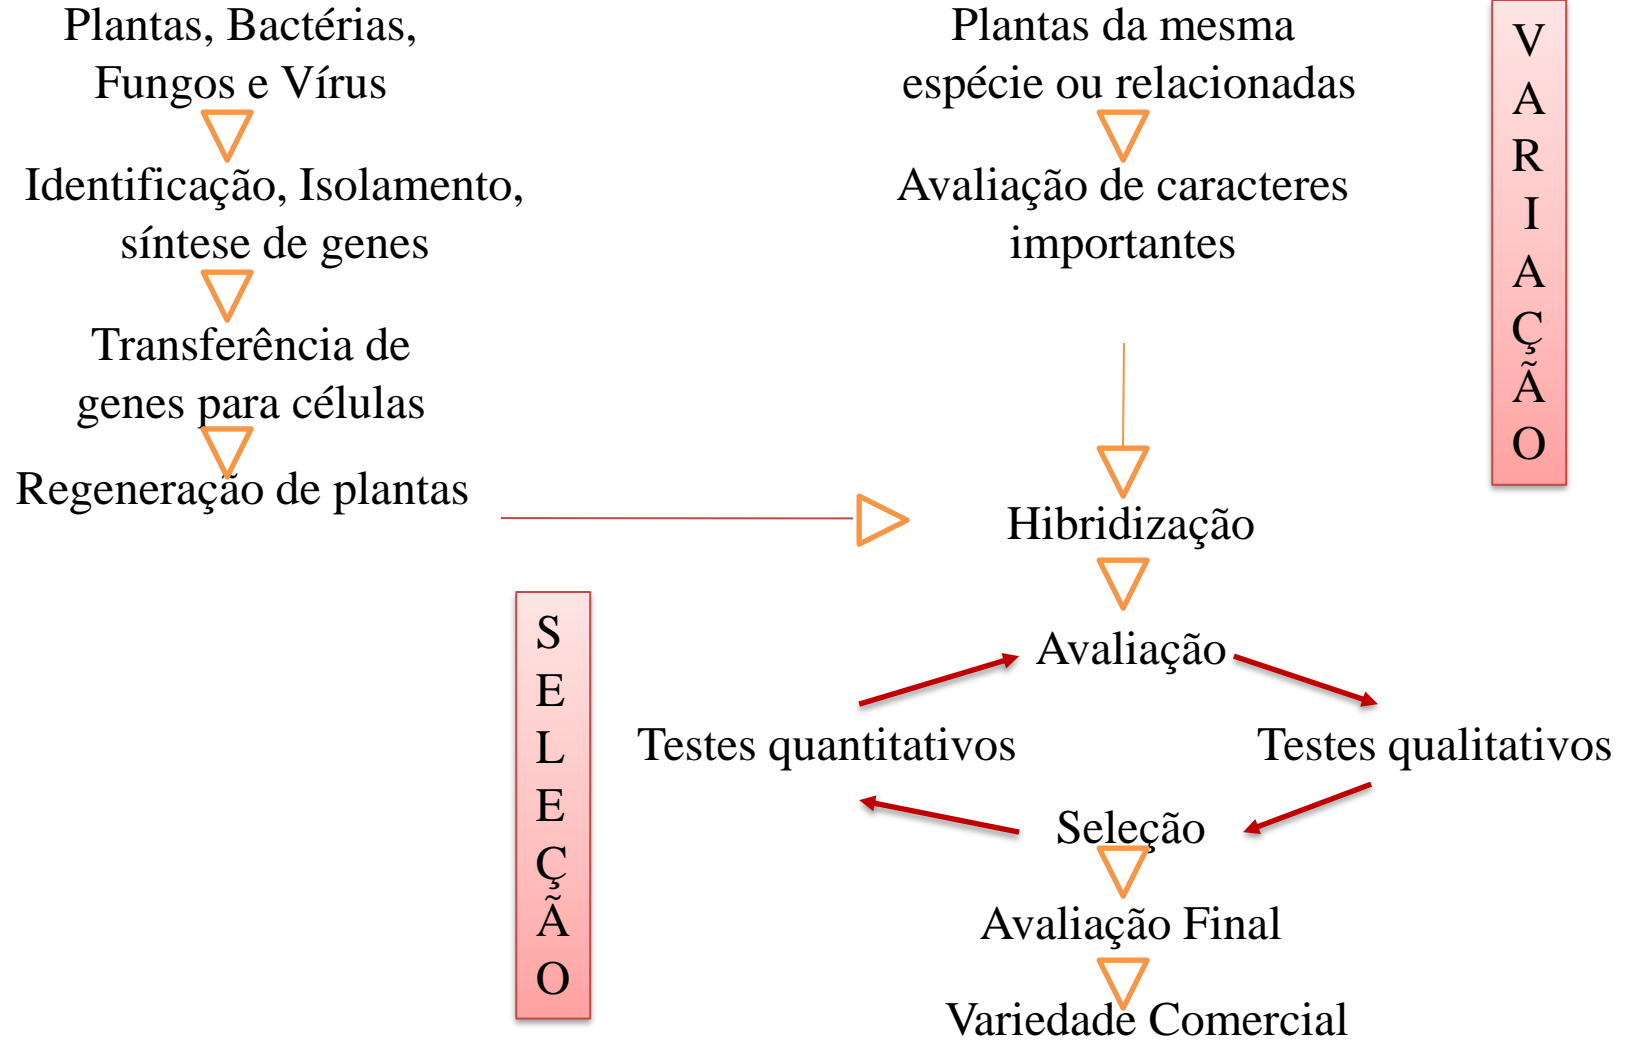 Plantas, Bactérias,
Fungos e Vírus
Identificação, Isolamento,
síntese de genes
Transferência de
genes para células
Regeneração de plantas
Plantas da mesma
espécie ou relacionadas
Avaliação de caracteres
importantes
V
A
R
I
A
Ç
Ã
O
Hibridização
S
E
L
E
Ç
Ã
O
Avaliação
Testes quantitativos
Testes qualitativos
Seleção
Avaliação Final
Variedade Comercial